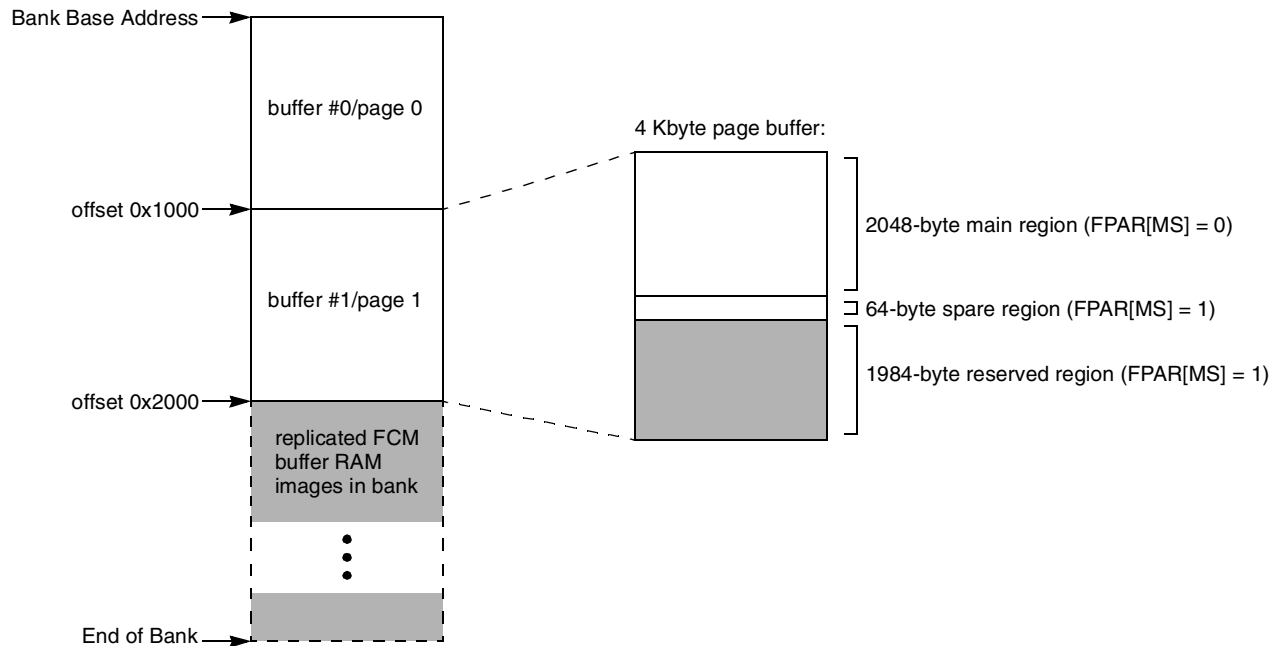 Bank Base Address
buffer #0/page 0
4 Kbyte page buffer:
offset 0x1000
2048-byte main region (FPAR[MS] = 0)
buffer #1/page 1
64-byte spare region (FPAR[MS] = 1)
1984-byte reserved region (FPAR[MS] = 1)
offset 0x2000
replicated FCM
buffer RAM
images in bank
End of Bank